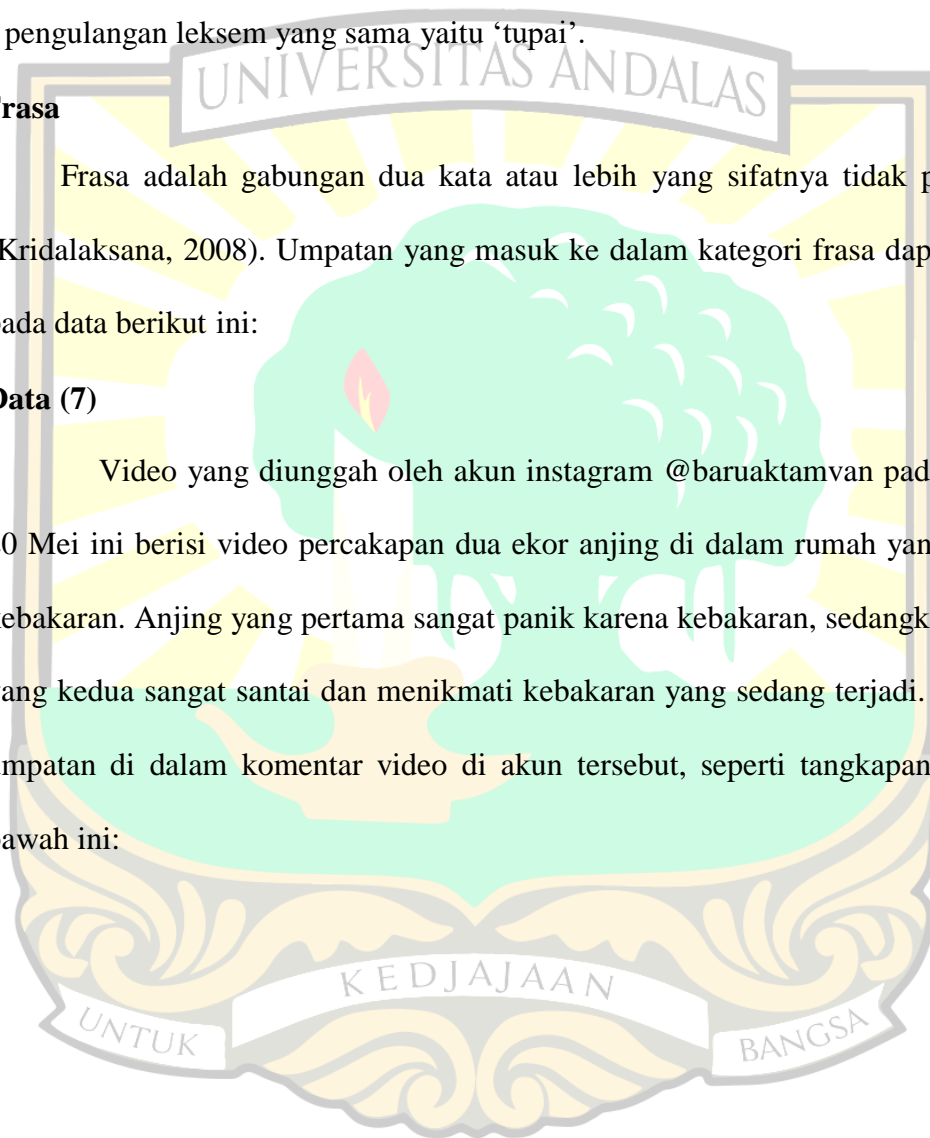 pengulangan leksem yang sama yaitu ‘tupai’.
UNIVERSITAS ANDALAS
Frasa
Frasa adalah gabungan dua kata atau lebih yang sifatnya tidak p
Kridalaksana, 2008). Umpatan yang masuk ke dalam kategori frasa dap
pada data berikut ini:
Data (7)
Video yang diunggah oleh akun instagram @baruaktamvan pad
0 Mei ini berisi video percakapan dua ekor anjing di dalam rumah yan
kebakaran. Anjing yang pertama sangat panik karena kebakaran, sedangk
yang kedua sangat santai dan menikmati kebakaran yang sedang terjadi.
umpatan di dalam komentar video di akun tersebut, seperti tangkapan
bawah ini:
KEDJAJAAN
UNTUK
BANGSA